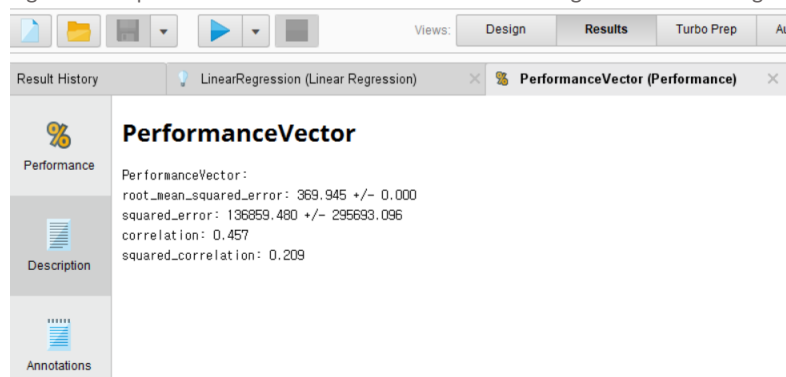 Views: Design Results Turbo Prep
Result History LinearRegression (Linear Regression) PerformanceVector (Performance)
Performance
Description
Annotations
PerformanceVector
PerformanceVector:
root_mean_squared_error: 369.945 +/- 0.000
squared_error: 136859.480 +/- 295693.096
correlation: 0.457
squared_correlation: 0.209